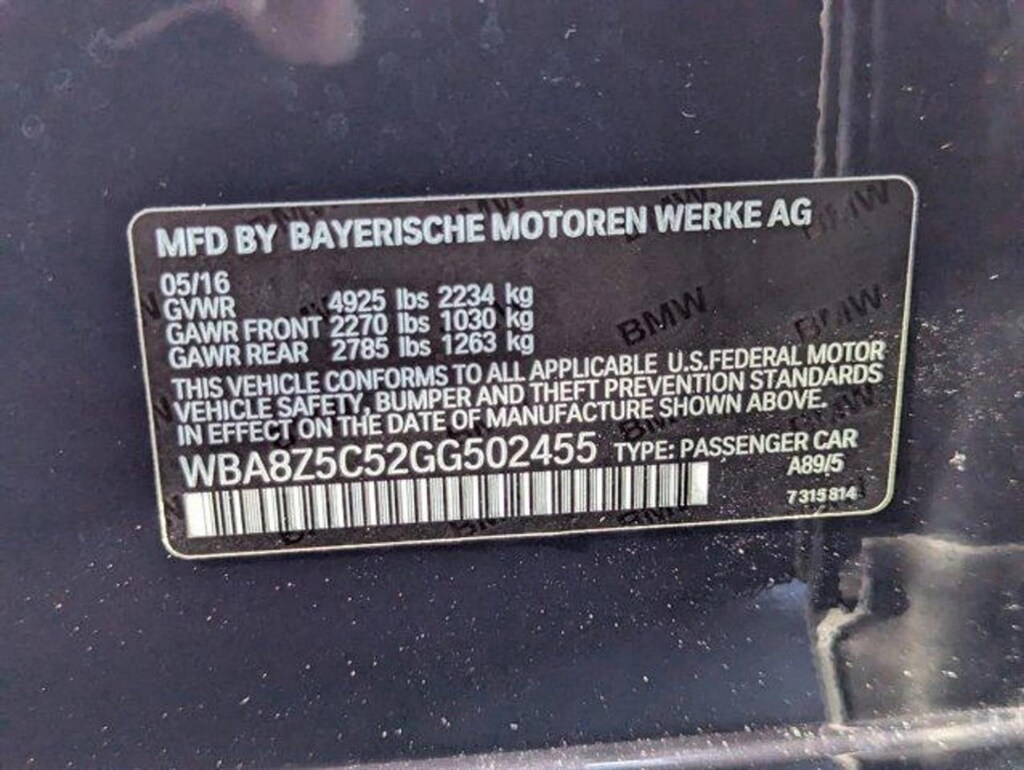 MFD BY BAYERISCHE MOTOREN WERKE AG
05/16
GVWR 4925 lbs 2234 kg
GAWR FRONT 2270 lbs 1030 kg
GAWR REAR 2785 lbs 1263 kg
THIS VEHICLE CONFORMS TO ALL APPLICABLE U.S.FEDERAL MOTOR
VEHICLE SAFETY, BUMPER AND THEFT PREVENTION STANDARDS
IN EFFECT ON THE DATE OF MANUFACTURE SHOWN ABOVE.
WBA8Z5C52GG502455 TYPE: PASSENGER CAR
A89/5
7 315 814
BMW
BMW